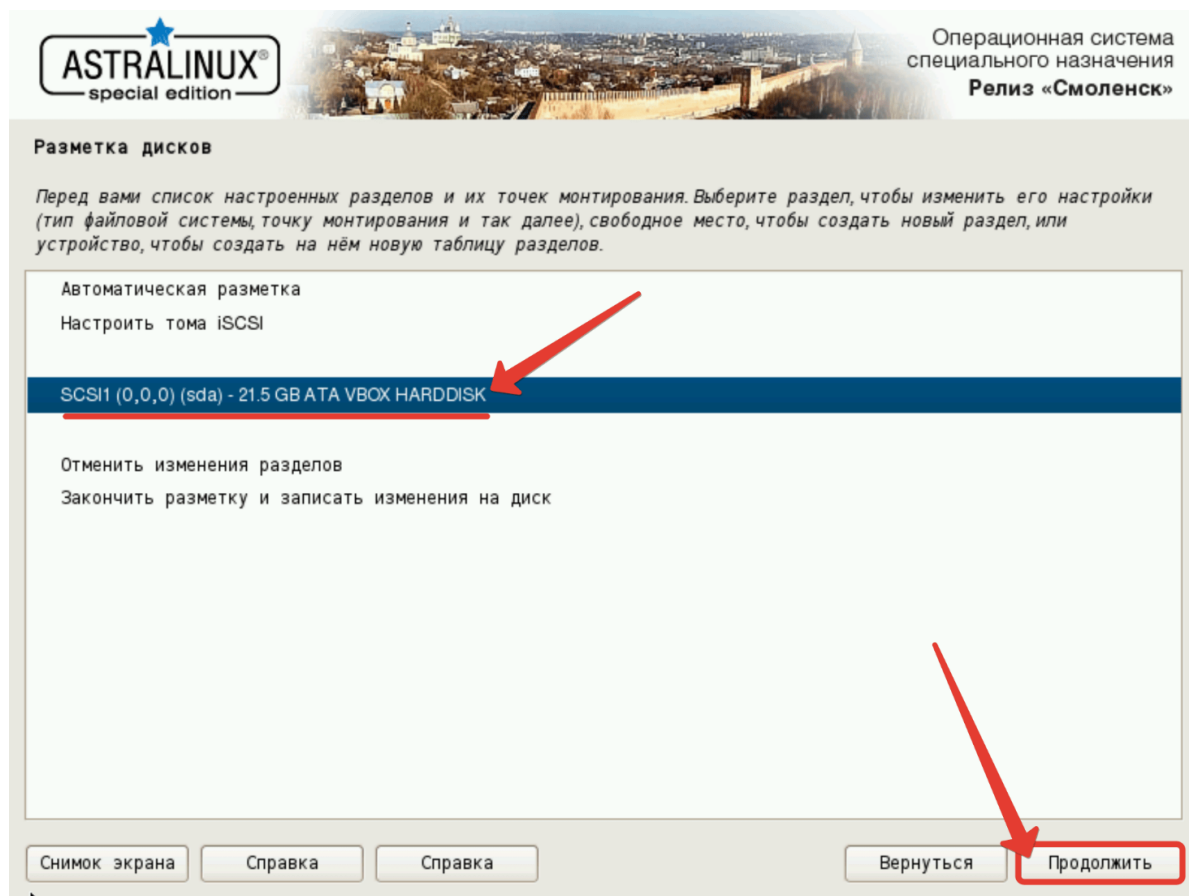 ASTRALINUX®
special edition
Операционная система
специального назначения
Релиз «Смоленск»
Разметка дисков
Перед вами список настроенных разделов и их точек монтирования. Выберите раздел, чтобы изменить его настройки
(тип файловой системы, точку монтирования и так далее), свободное место, чтобы создать новый раздел, или
устройство, чтобы создать на нём новую таблицу разделов.
Автоматическая разметка
Настроить тома iSCSI
SCSI1 (0,0,0) (sda) - 21.5 GB ATA VBOX HARDDISK
Отменить изменения разделов
Закончить разметку и записать изменения на диск
Снимок экрана
Справка
Справка
Вернуться
Продолжить